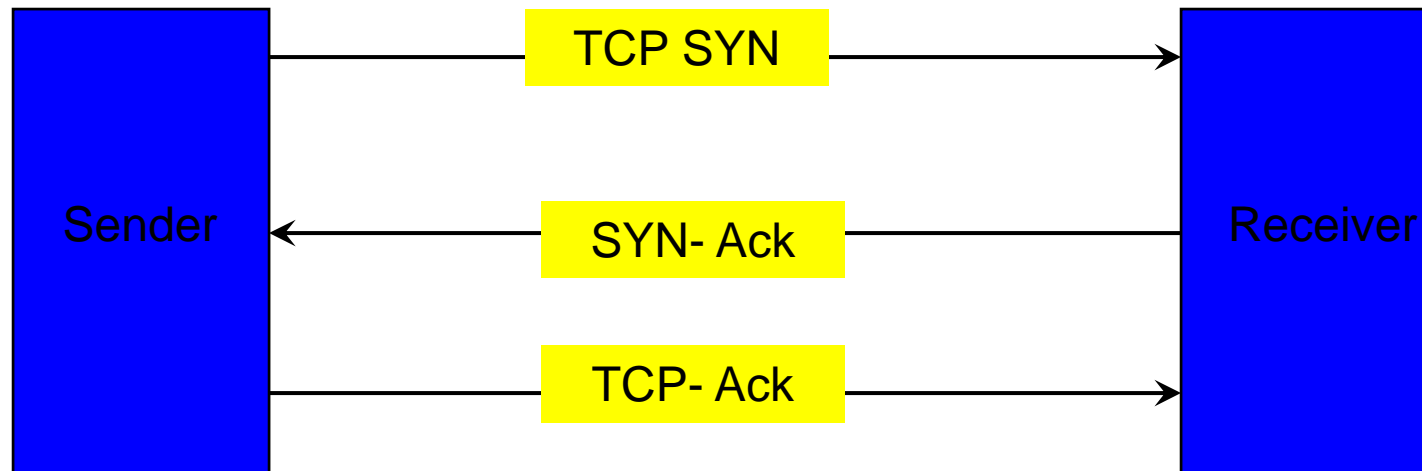 TCP SYN
Sender
SYN- Ack
Receiver
TCP- Ack